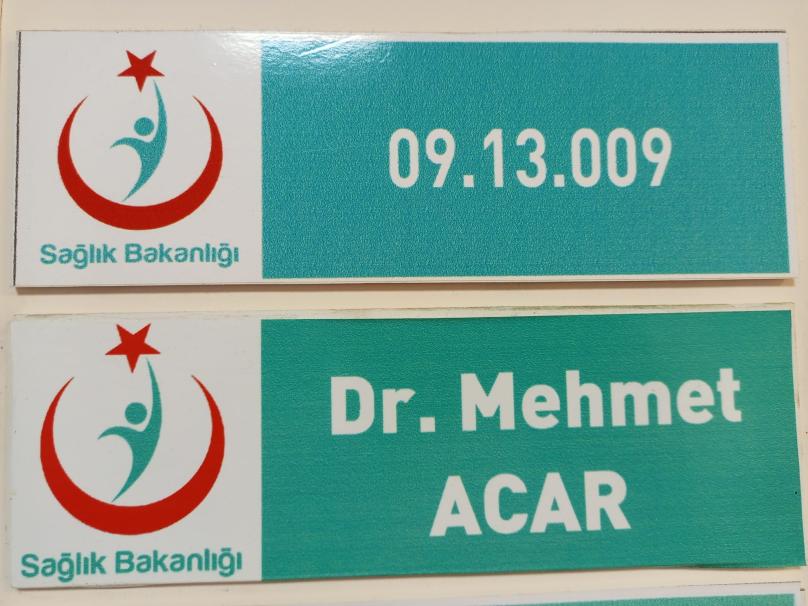 09.13.009
Sağlık Bakanlığı
Dr. Mehmet
ACAR
Sağlık Bakanlığı